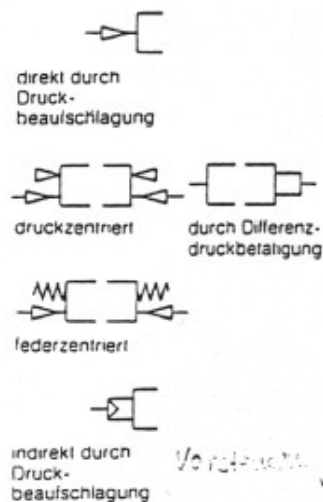 direkt durch
Druck-
beaufschlagung
druckzentriert
durch Differenz-
druckbetätigung
federzentriert
indirekt durch
Druck-
beaufschlagung